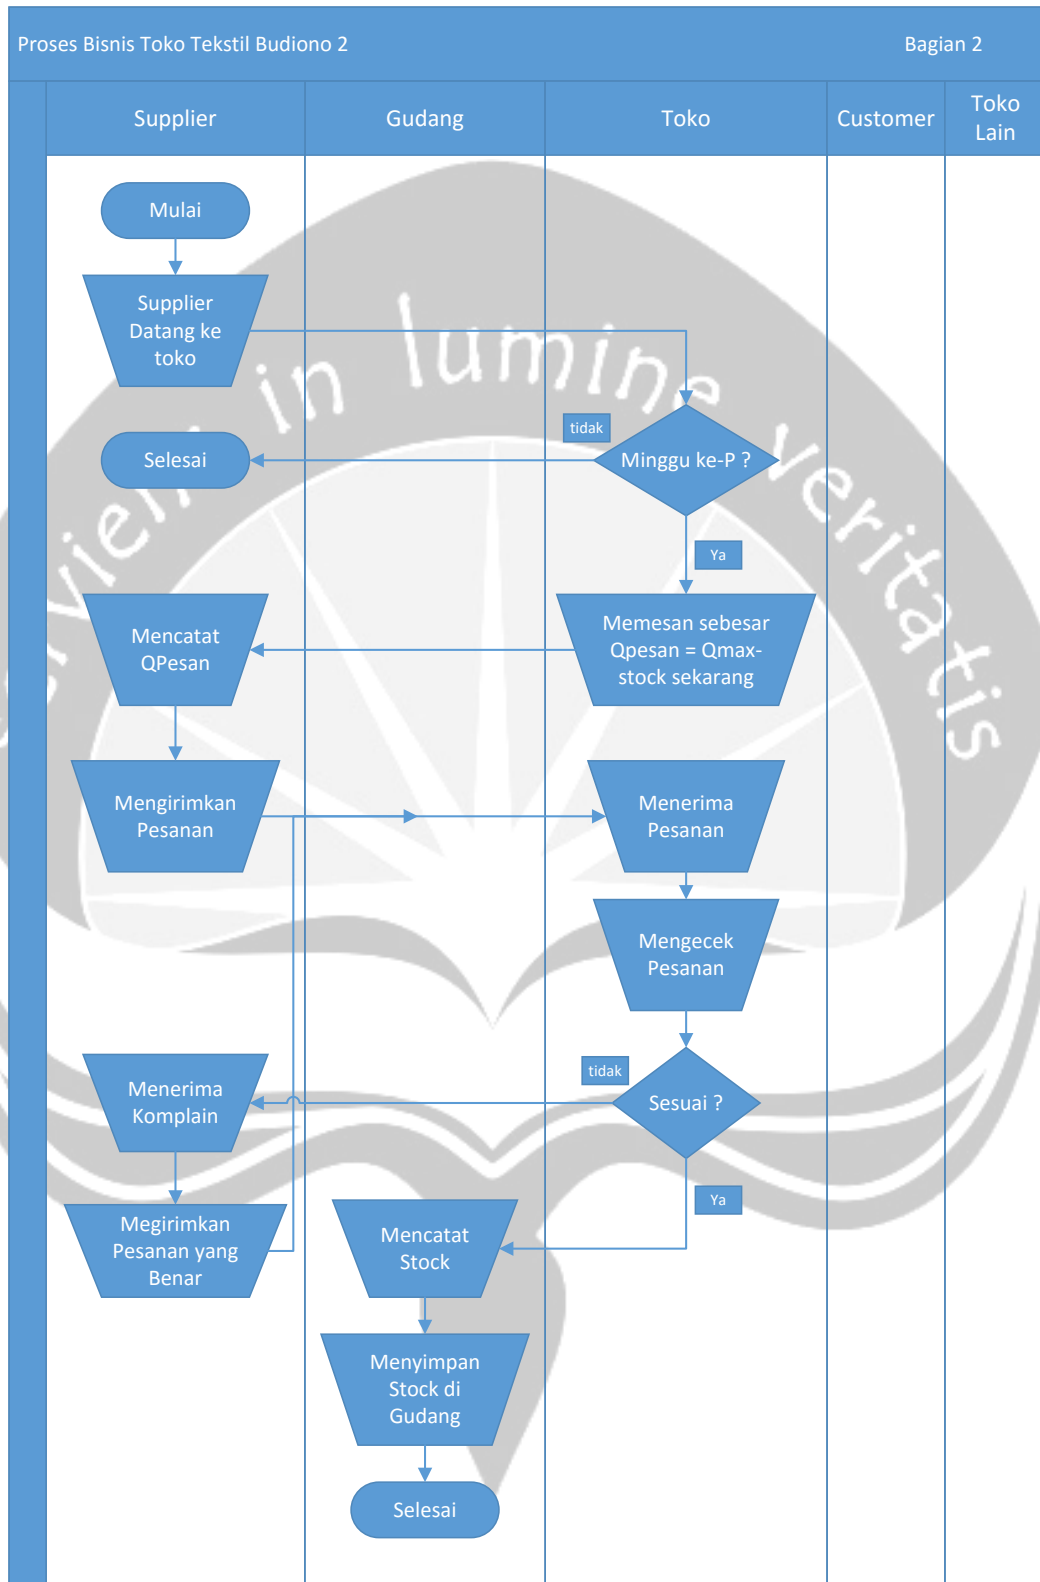 Proses Bisnis Toko Tekstil Budiono 2
Bagian 2
Supplier
Gudang
Toko
Customer
Toko
Lain
Mulai
Supplier
Datang ke
toko
tidak
Minggu ke-P ?
Selesai
Ya
Memesan sebesar
Qpesan = Qmax-
stock sekarang
Mencatat
QPesan
Mengirimkan
Pesanan
Menerima
Pesanan
Mengecek
Pesanan
tidak
Sesuai ?
Menerima
Komplain
Megirimkan
Pesanan yang
Benar
Ya
Mencatat
Stock
Menyimpan
Stock di
Gudang
Selesai
in lumine veritatis